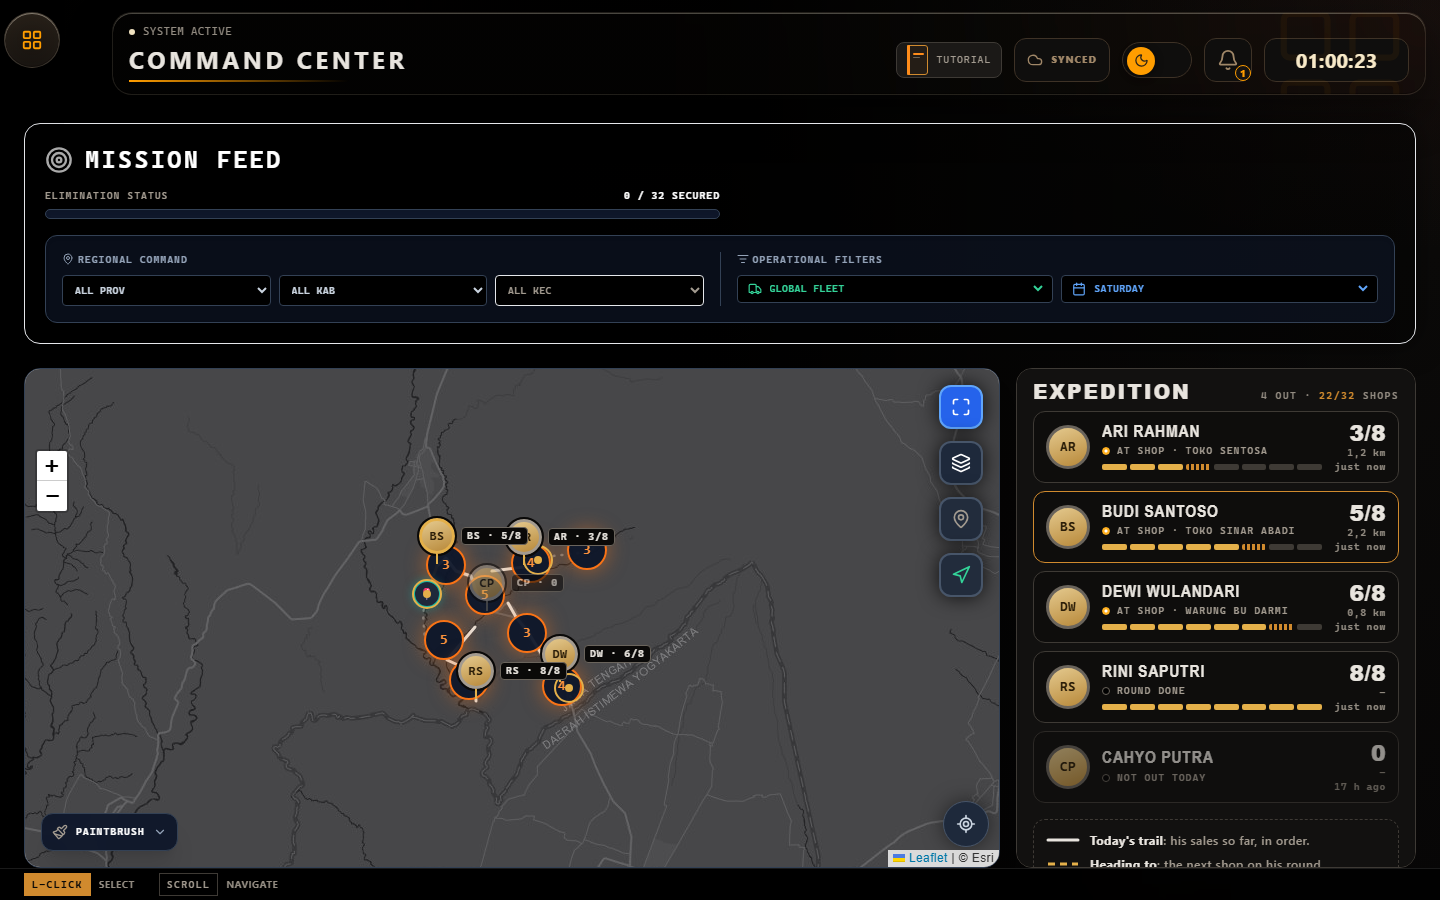 SYSTEM ACTIVE
COMMAND CENTER
TUTORIAL
SYNCED
1
01:00:23
MISSION FEED
ELIMINATION STATUS
0 / 32 SECURED
REGIONAL COMMAND
OPERATIONAL FILTERS
ALL PROV
ALL KAB
ALL KEC
GLOBAL FLEET
SATURDAY
+
−
BS
BS · 5/8
AR · 3/8
3
4
3
CP
CP · 0
5
5
3
DW
DW · 6/8
RS
RS · 8/8
4
DAERAH ISTIMEWA YOGYAKARTA
PAINTBRUSH
Leaflet | © Esri
EXPEDITION
4 OUT · 22/32 SHOPS
AR
ARI RAHMAN
3/8
AT SHOP · TOKO SENTOSA
1,2 km
just now
BS
BUDI SANTOSO
5/8
AT SHOP · TOKO SINAR ABADI
2,2 km
just now
DW
DEWI WULANDARI
6/8
AT SHOP · WARUNG BU DARMI
0,8 km
just now
RS
RINI SAPUTRI
8/8
ROUND DONE
–
just now
CP
CAHYO PUTRA
0
NOT OUT TODAY
–
17 h ago
Today's trail: his sales so far, in order.
Heading to: the next shop on his round
L-CLICK
SELECT
SCROLL
NAVIGATE